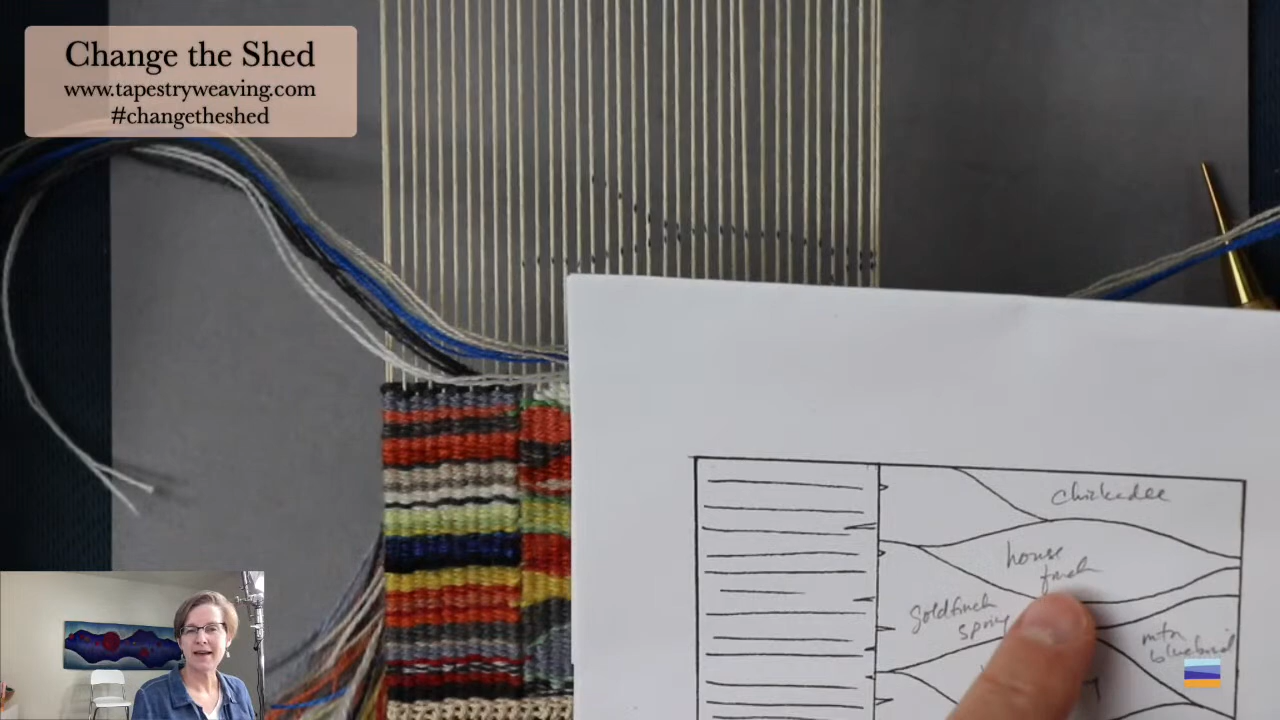 Change the Shed
www.tapestryweaving.com
#changetheshed
chickadee
house
finch
goldfinch
spring
mtn
bluebird